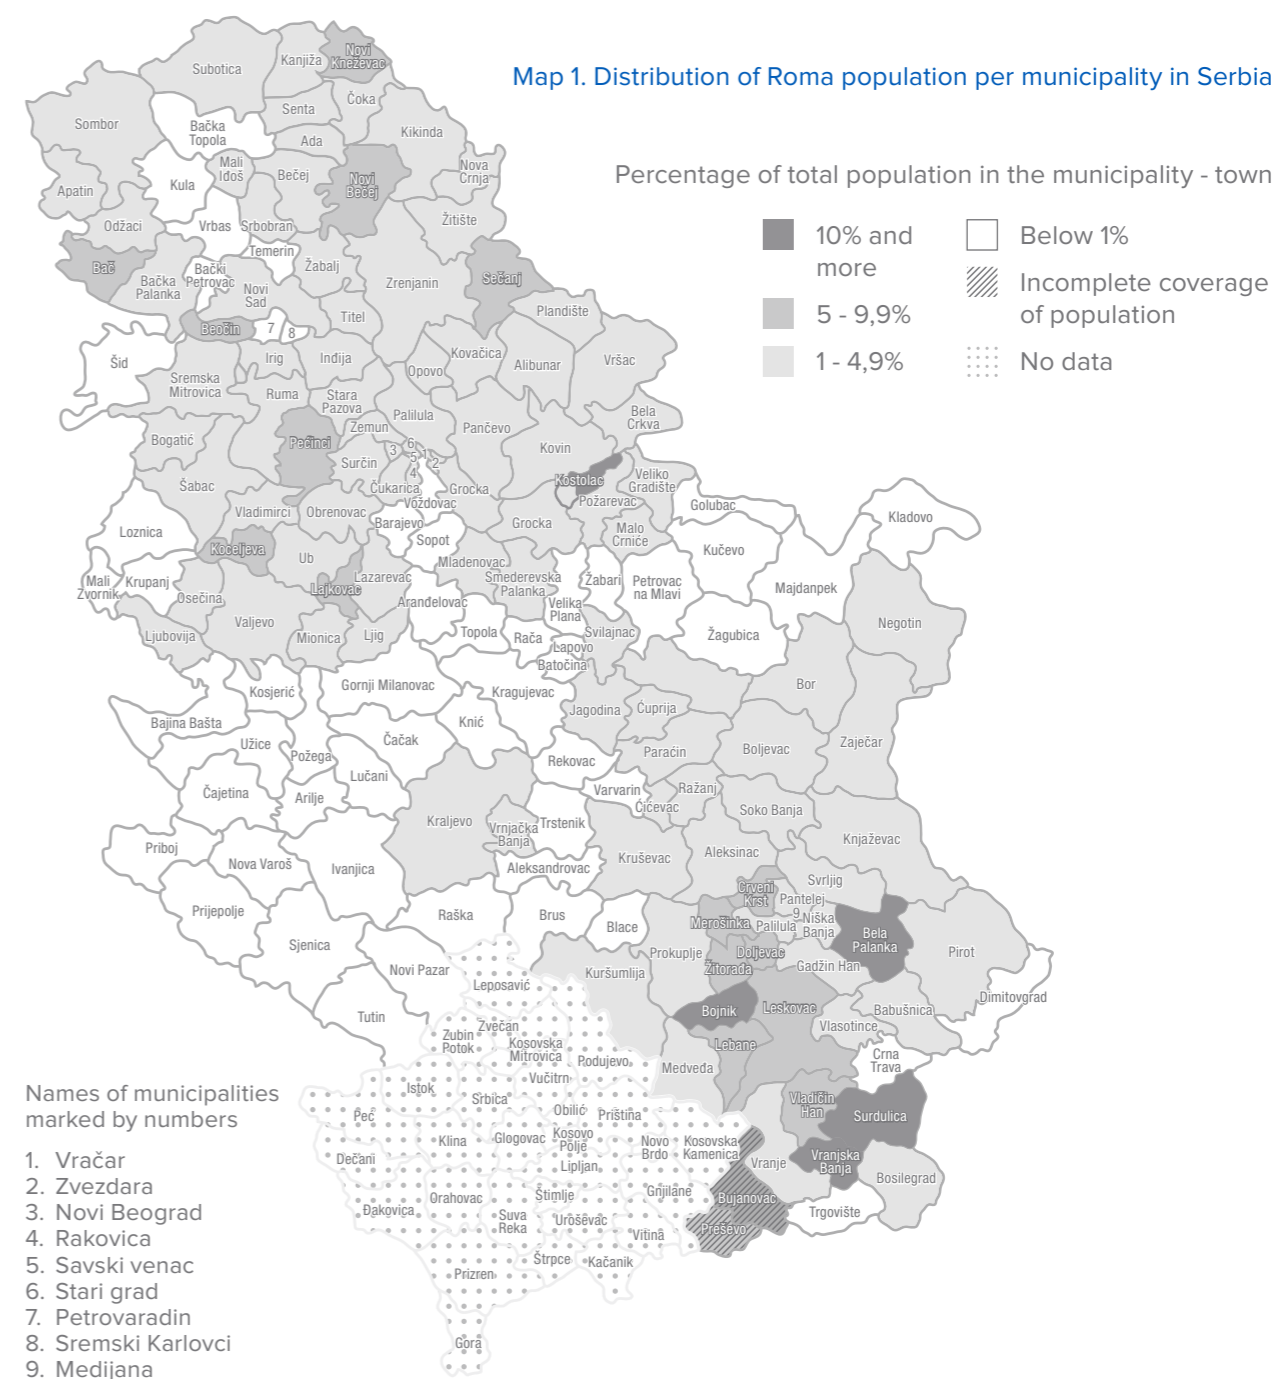 Map 1. Distribution of Roma population per municipality in Serbia
Percentage of total population in the municipality - town
10% and
more
5 - 9,9%
1 - 4,9%
Below 1%
Incomplete coverage
of population
No data
Subotica
Kanjiža
Novi
Kneževac
Sombor
Bačka
Topola
Senta
Čoka
Ada
Kikinda
Apatin
Kula
Mali
Iđoš
Bečej
Novi
Bečej
Nova
Crnja
Odžaci
Vrbas
Srbobran
Žitište
Bač
Bačka
Palanka
Bački
Petrovac
Temerin
Žabalj
Novi
Sad
Zrenjanin
Sečanj
Titel
Plandište
Beočin
7
8
Šid
Sremska
Mitrovica
Irig
Inđija
Opovo
Kovačica
Alibunar
Vršac
Ruma
Stara
Pazova
Palilula
Bela
Crkva
Bogatić
Pećinci
Zemun
Pančevo
Kovin
Surčin
3
6
5
1
2
4
Šabac
Čukarica
Voždovac
Grocka
Kostolac
Veliko
Gradište
Požarevac
Vladimirci
Obrenovac
Barajevo
Sopot
Grocka
Malo
Crniće
Golubac
Kladovo
Loznica
Koceljeva
Ub
Kučevo
Mali
Zvornik
Krupanj
Osečina
Lajkovac
Lazarevac
Mladenovac
Smederevska
Palanka
Žabari
Petrovac
na Mlavi
Majdanpek
Aranđelovac
Velika
Plana
Negotin
Ljubovija
Valjevo
Mionica
Ljig
Topola
Rača
Lapovo
Batočina
Svilajnac
Žagubica
Kosjerić
Gornji Milanovac
Kragujevac
Bor
Bajina Bašta
Knić
Jagodina
Ćuprija
Užice
Požega
Čačak
Lučani
Rekovac
Paraćin
Boljevac
Zaječar
Čajetina
Arilje
Varvarin
Ćićevac
Ražanj
Soko Banja
Kraljevo
Vrnjačka
Banja
Trstenik
Knjaževac
Priboj
Nova Varoš
Ivanjica
Aleksandrovac
Kruševac
Aleksinac
Svrljig
Crveni
Krst
Pantelej
9
Niška
Banja
Prijepolje
Raška
Brus
Blace
Merošinka
Palilula
Bela
Palanka
Pirot
Sjenica
Prokuplje
Doljevac
Žitorađa
Gadžin Han
Novi Pazar
Kuršumlija
Dimitovgrad
Leposavić
Tutin
Bojnik
Leskovac
Babušnica
Vlasotince
Zubin
Potok
Zvečan
Kosovska
Mitrovica
Podujevo
Lebane
Crna
Trava
Medveđa
Vučitrn
Istok
Srbica
Peć
Obilić
Priština
Vladičin
Han
Surdulica
Klina
Glogovac
Kosovo
Polje
Novo
Brdo
Kosovska
Kamenica
Dečani
Lipljan
Vranje
Vranjska
Banja
Bosilegrad
Đakovica
Orahovac
Štimlje
Gnjilane
Bujanovac
Trgovište
Suva
Reka
Uroševac
Vitina
Preševo
Prizren
Štrpce
Kačanik
Gora
Names of municipalities
marked by numbers
1. Vračar
2. Zvezdara
3. Novi Beograd
4. Rakovica
5. Savski venac
6. Stari grad
7. Petrovaradin
8. Sremski Karlovci
9. Medijana